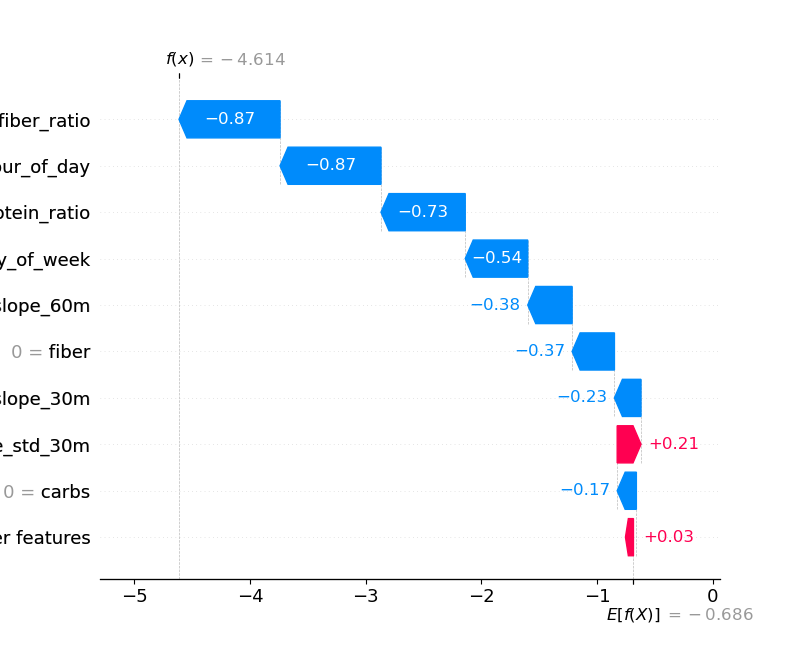 f(x) = −4.614
fiber_ratio −0.87
our_of_day −0.87
otein_ratio −0.73
y_of_week −0.54
slope_60m −0.38
0 = fiber −0.37
slope_30m −0.23
e_std_30m +0.21
0 = carbs −0.17
er features +0.03
−5 −4 −3 −2 −1 0
E[f(X)] = −0.686